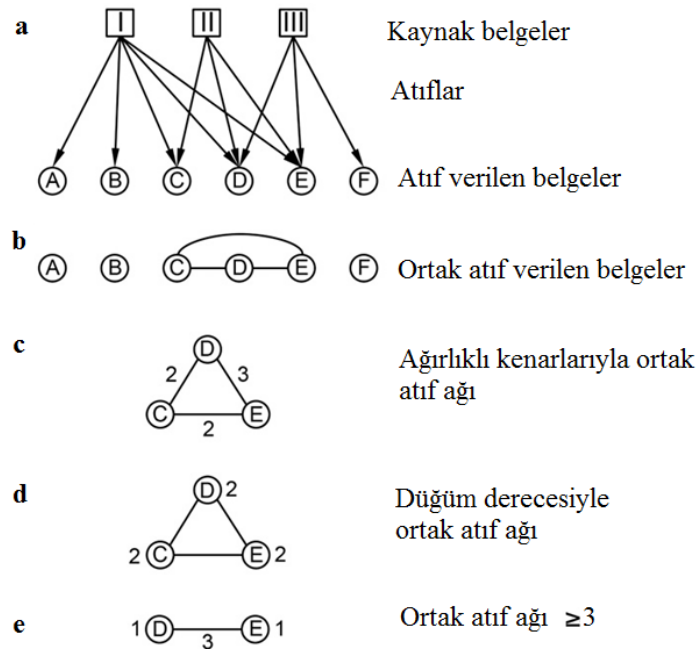 a
I II III
Kaynak belgeler
Atıflar
A B C D E F
Atıf verilen belgeler
b
A B C D E F
Ortak atıf verilen belgeler
c
D
2 3
C E
2
Ağırlıklı kenarlarıyla ortak
atıf ağı
d
D 2
2 C E 2
Düğüm derecesiyle
ortak atıf ağı
e
1 D 3 E 1
Ortak atıf ağı ≥3